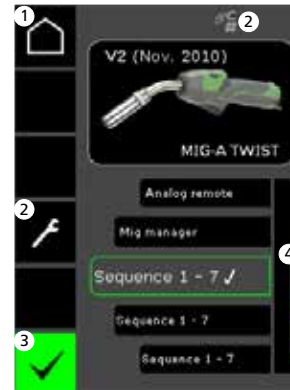 1
2
V2 (Nov. 2010)
MIG-A TWIST
Analog remote
2
Mig manager
4
Sequence 1 - 7 ✓
Sequence 1 - 7
3
Sequence 1 - 7